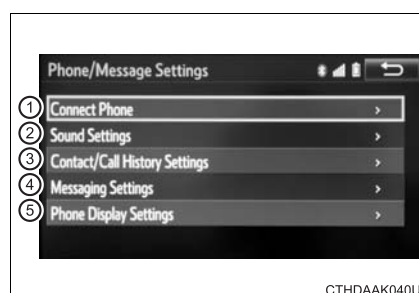 Phone/Message Settings
1 Connect Phone >
2 Sound Settings >
3 Contact/Call History Settings >
4 Messaging Settings >
5 Phone Display Settings >
CTHDAAK040U